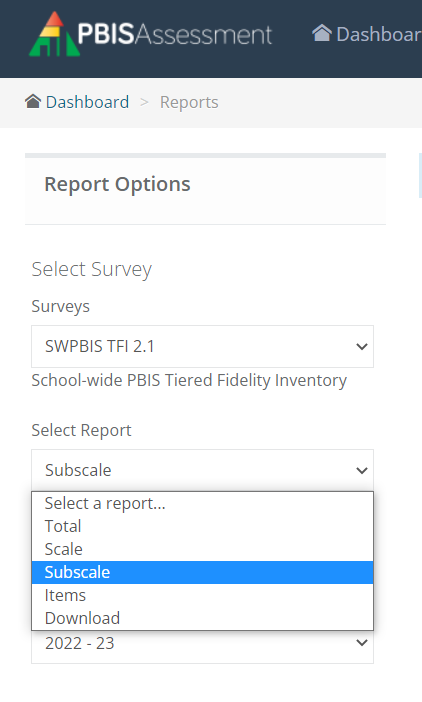 PBISAssessment
Dashboar
Dashboard > Reports
Report Options
Select Survey
Surveys
SWPBIS TFI 2.1
School-wide PBIS Tiered Fidelity Inventory
Select Report
Subscale
Select a report...
Total
Scale
Subscale
Items
Download
2022 - 23